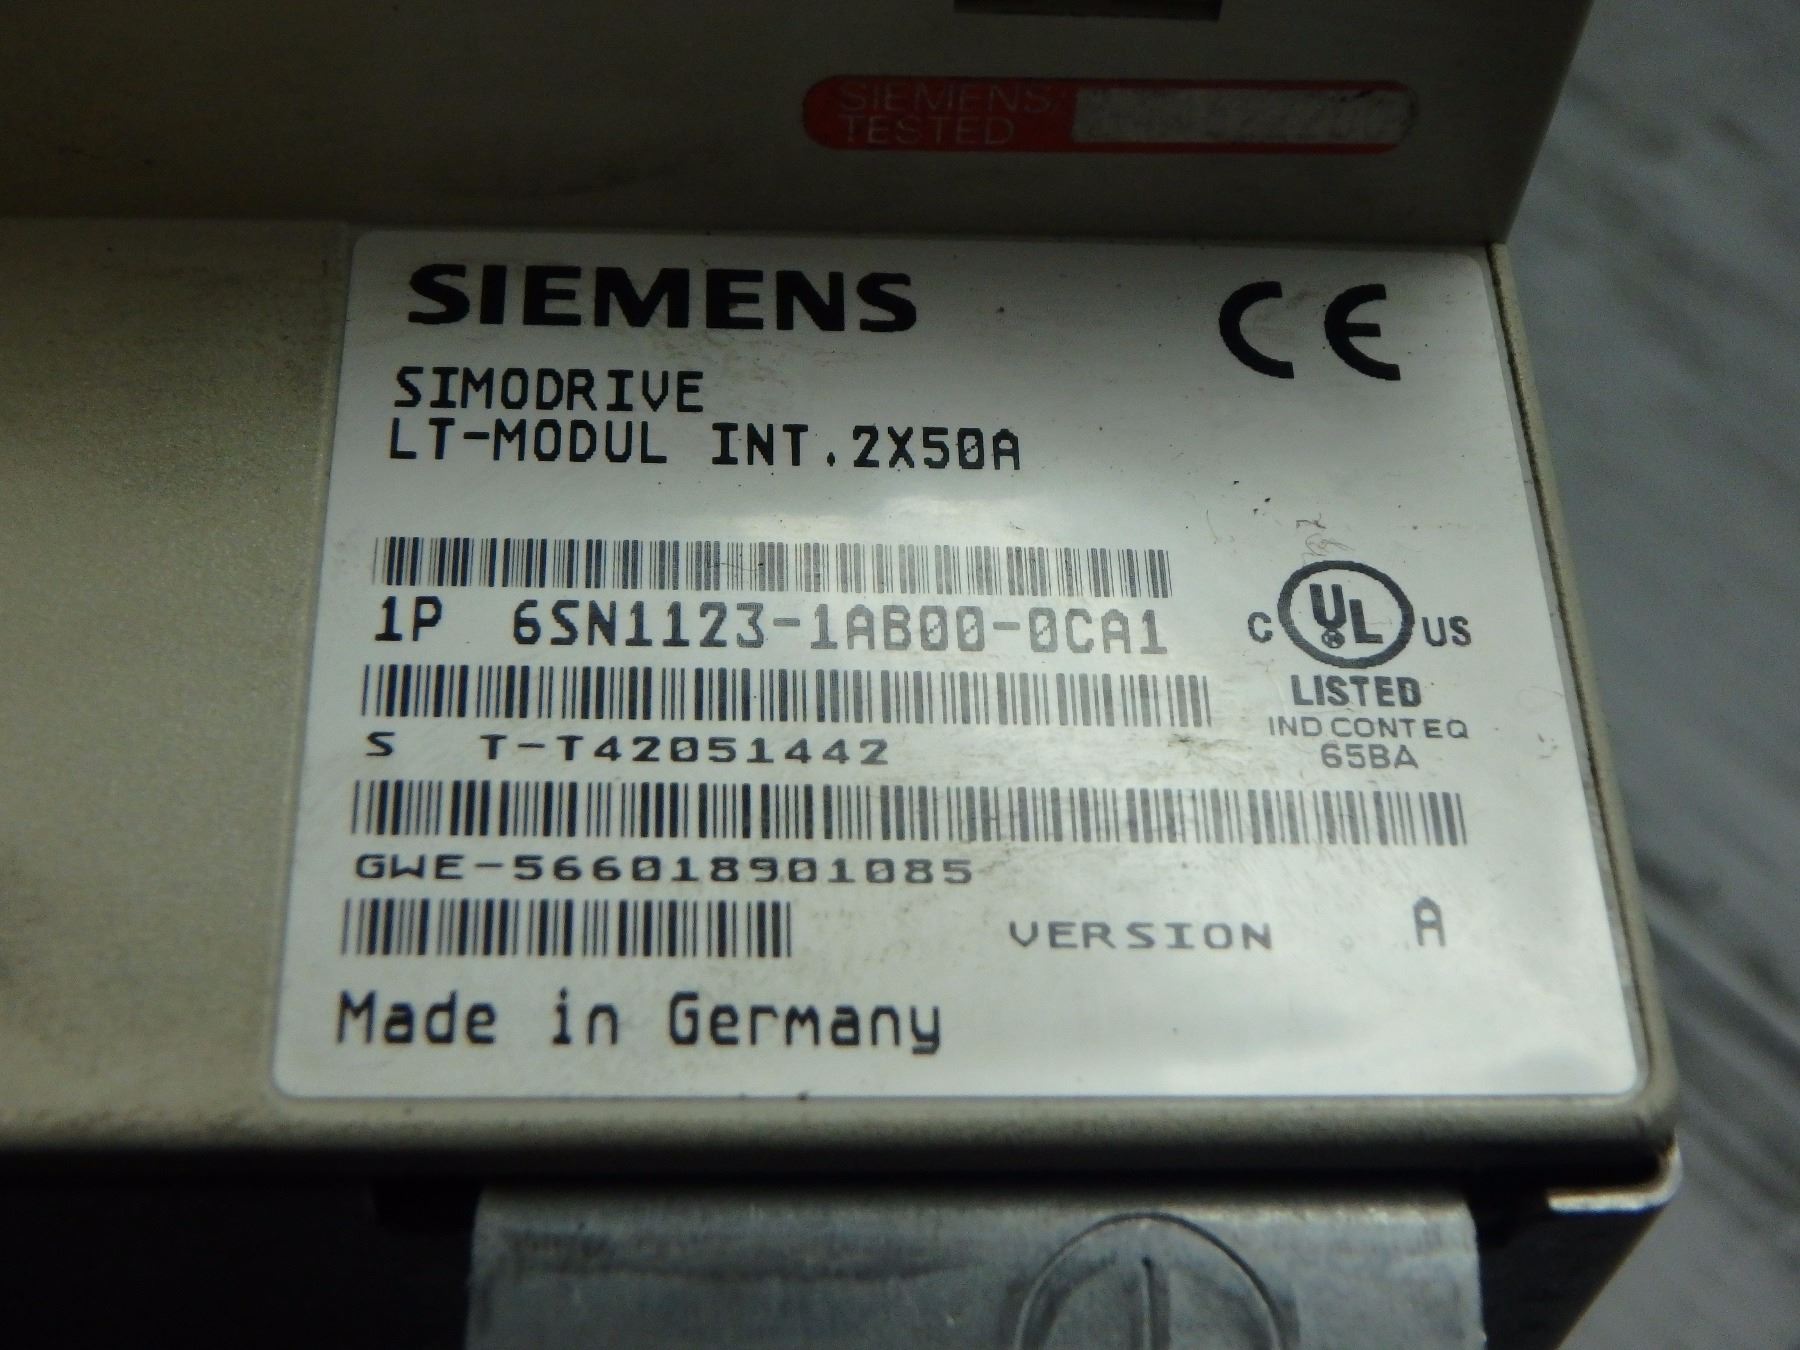 SIEMENS
TESTED
SIEMENS
CE
SIMODRIVE
LT-MODUL INT.2X50A
1P 6SN1123-1AB00-0CA1
C UL US
LISTED
IND CONT EQ
65BA
S T-T42051442
GWE-566018901085
VERSION A
Made in Germany